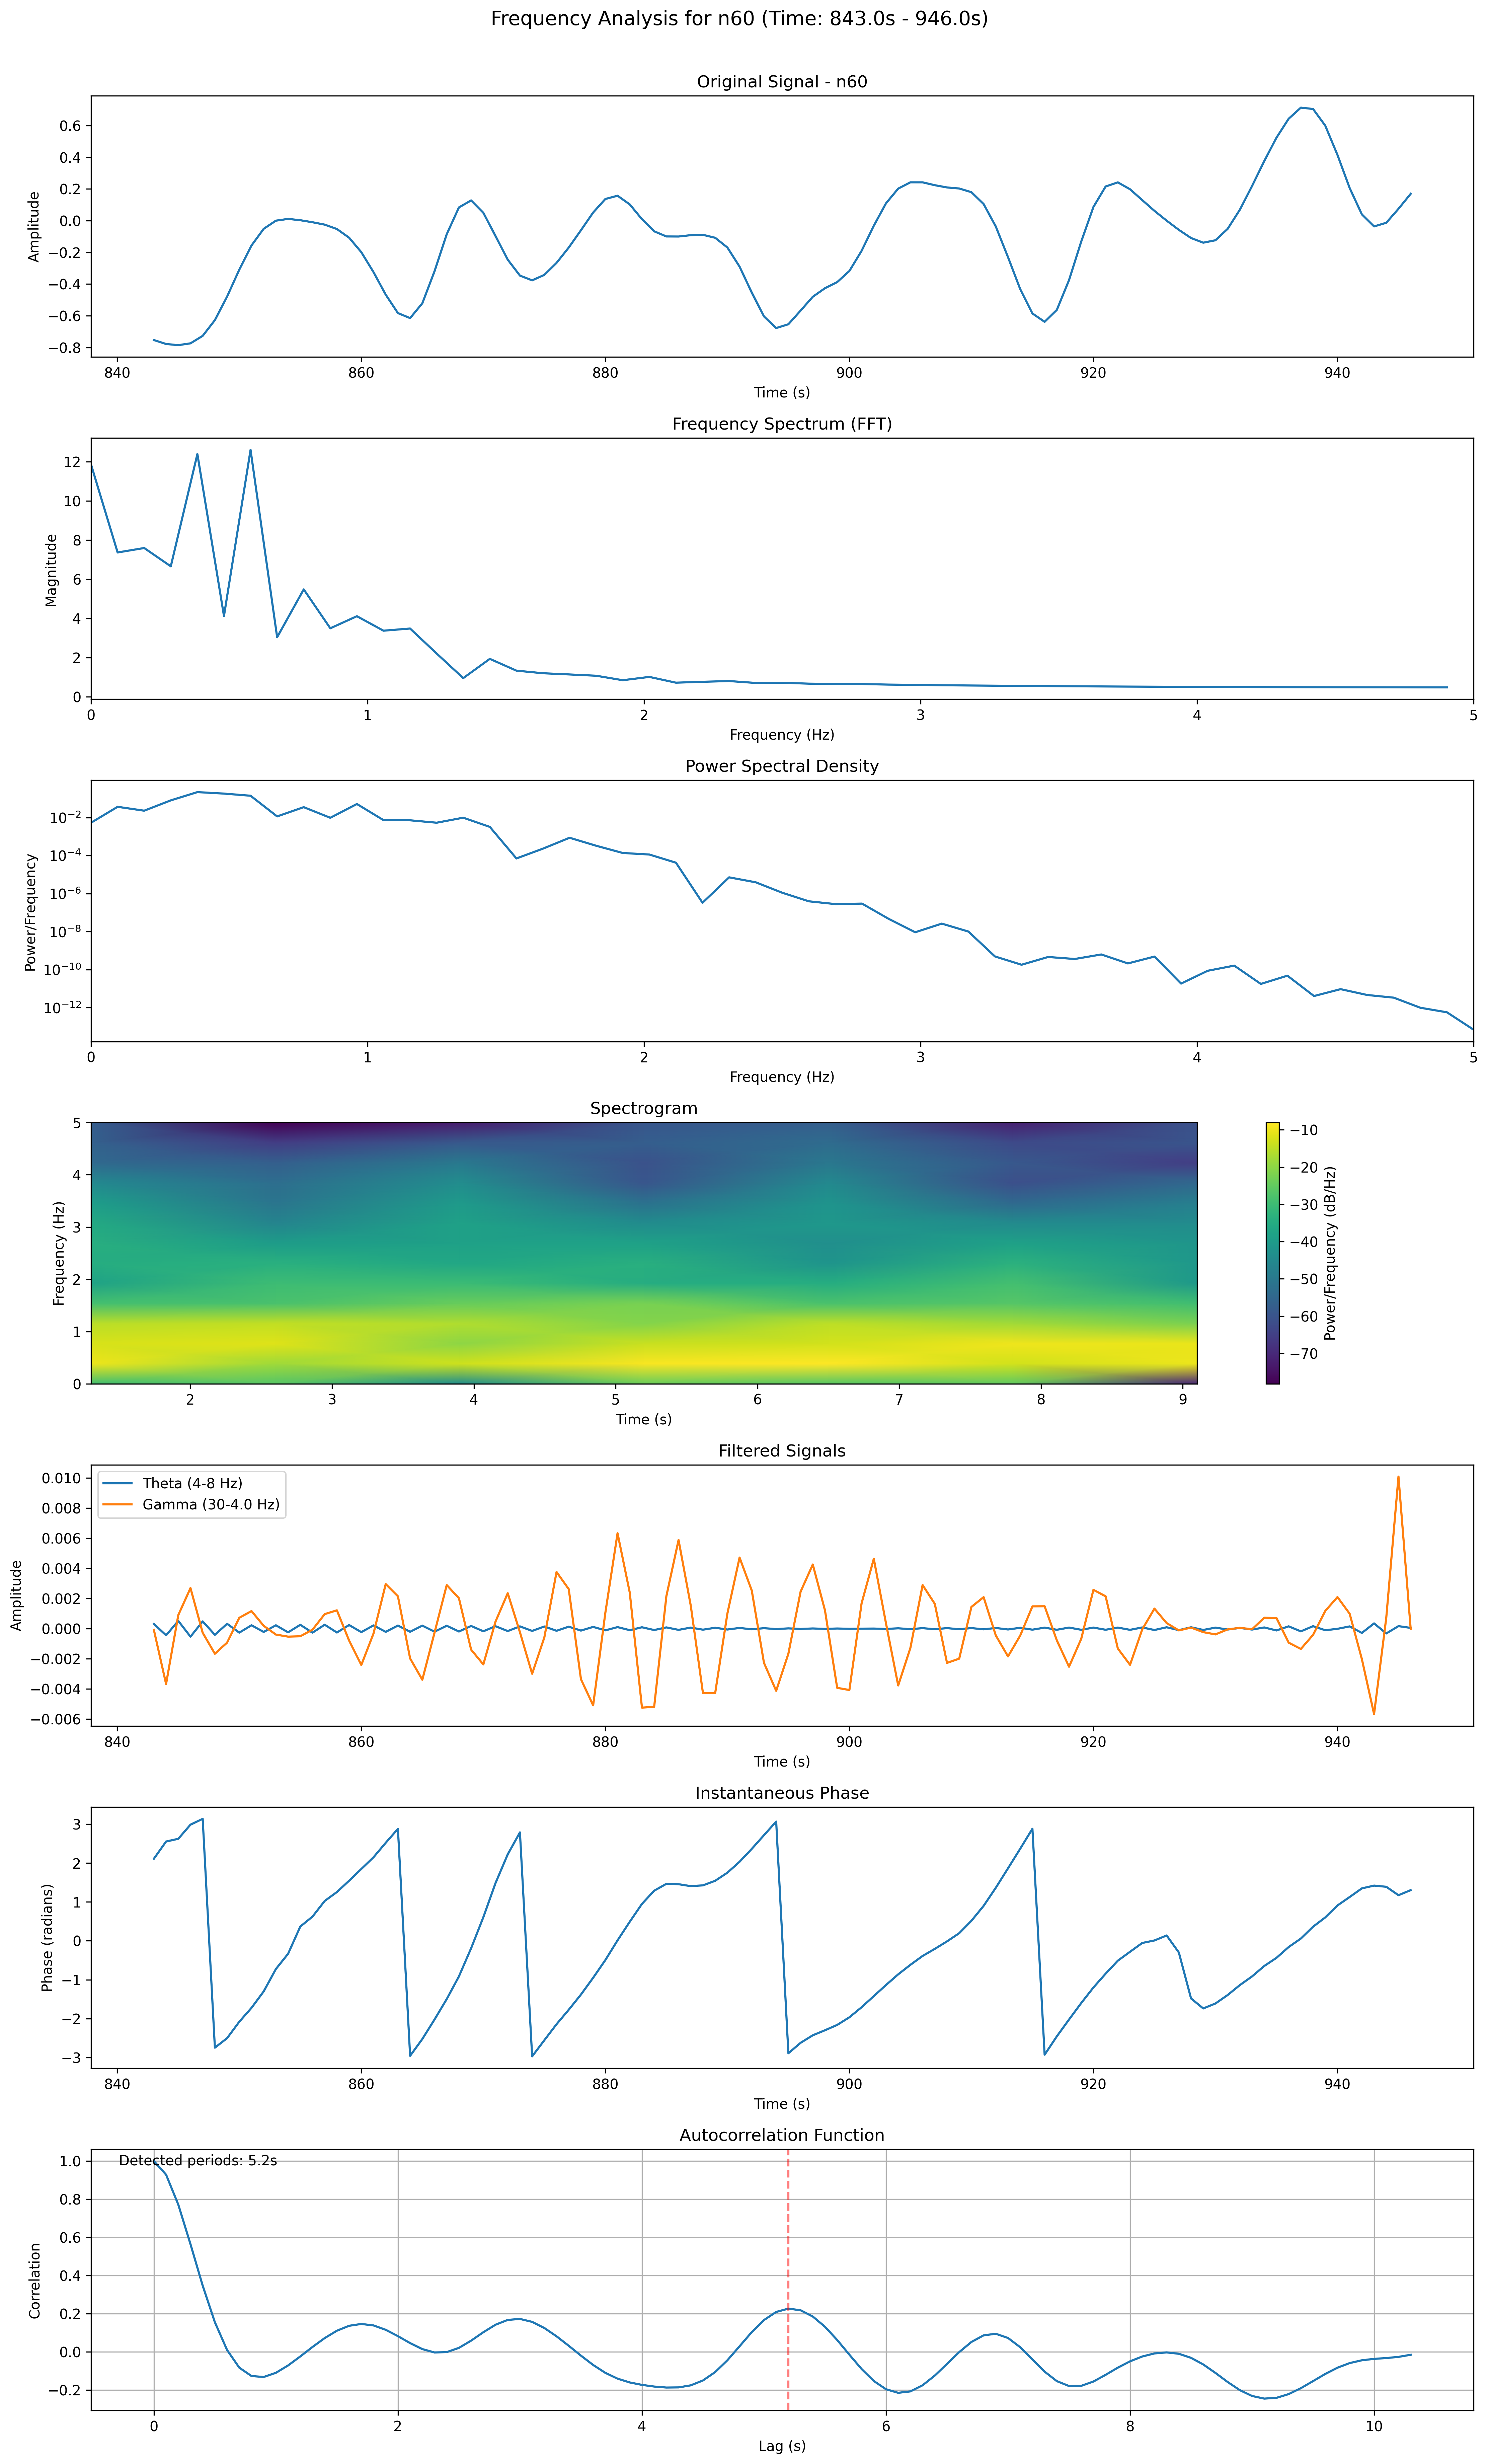 Frequency Analysis for n60 (Time: 843.0s - 946.0s)
Original Signal - n60
Amplitude
0.6
0.4
0.2
0.0
−0.2
−0.4
−0.6
−0.8
840 860 880 900 920 940
Time (s)
Frequency Spectrum (FFT)
Magnitude
12
10
8
6
4
2
0
0 1 2 3 4 5
Frequency (Hz)
Power Spectral Density
Power/Frequency
10⁻²
10⁻⁴
10⁻⁶
10⁻⁸
10⁻¹⁰
10⁻¹²
0 1 2 3 4 5
Frequency (Hz)
Spectrogram
Frequency (Hz)
5
4
3
2
1
0
2 3 4 5 6 7 8 9
Time (s)
−10
−20
−30
−40
−50
−60
−70
Power/Frequency (dB/Hz)
Filtered Signals
Amplitude
0.010
0.008
0.006
0.004
0.002
0.000
−0.002
−0.004
−0.006
Theta (4-8 Hz)
Gamma (30-4.0 Hz)
840 860 880 900 920 940
Time (s)
Instantaneous Phase
Phase (radians)
3
2
1
0
−1
−2
−3
840 860 880 900 920 940
Time (s)
Autocorrelation Function
Correlation
Detected periods: 5.2s
1.0
0.8
0.6
0.4
0.2
0.0
−0.2
0 2 4 6 8 10
Lag (s)